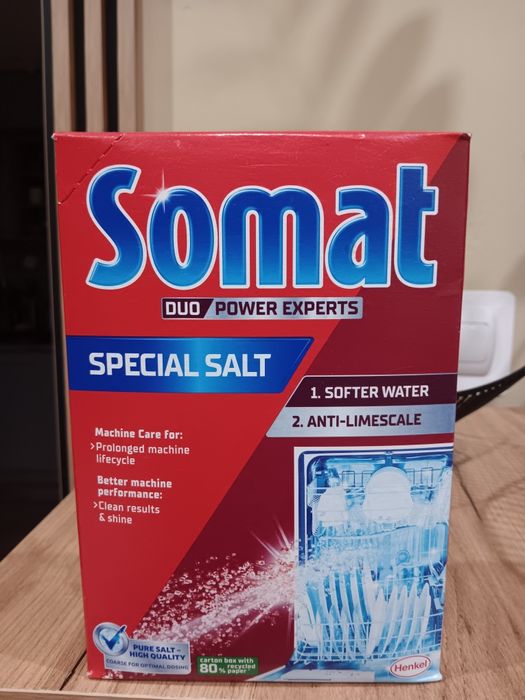 Somat
DUO POWER EXPERTS
SPECIAL SALT
1. SOFTER WATER
2. ANTI-LIMESCALE
Machine Care for:
>Prolonged machine
lifecycle
Better machine
performance:
>Clean results
& shine
PURE SALT –
HIGH QUALITY
COARSE FOR OPTIMAL DOSING
carton box with
80% recycled
paper
Henkel